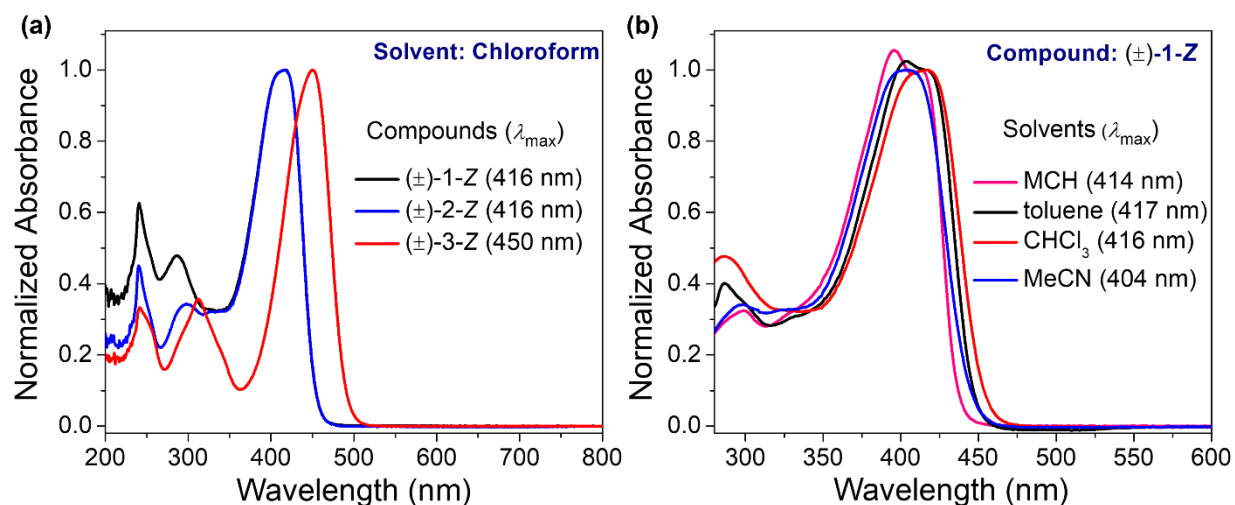 (a)
Solvent: Chloroform
Compounds (λmax)
(±)-1-Z (416 nm)
(±)-2-Z (416 nm)
(±)-3-Z (450 nm)
Normalized Absorbance
1.0
0.8
0.6
0.4
0.2
0.0
200 300 400 500 600 700 800
Wavelength (nm)
(b)
Compound: (±)-1-Z
Solvents (λmax)
MCH (414 nm)
toluene (417 nm)
CHCl3 (416 nm)
MeCN (404 nm)
Normalized Absorbance
1.0
0.8
0.6
0.4
0.2
0.0
300 350 400 450 500 550 600
Wavelength (nm)